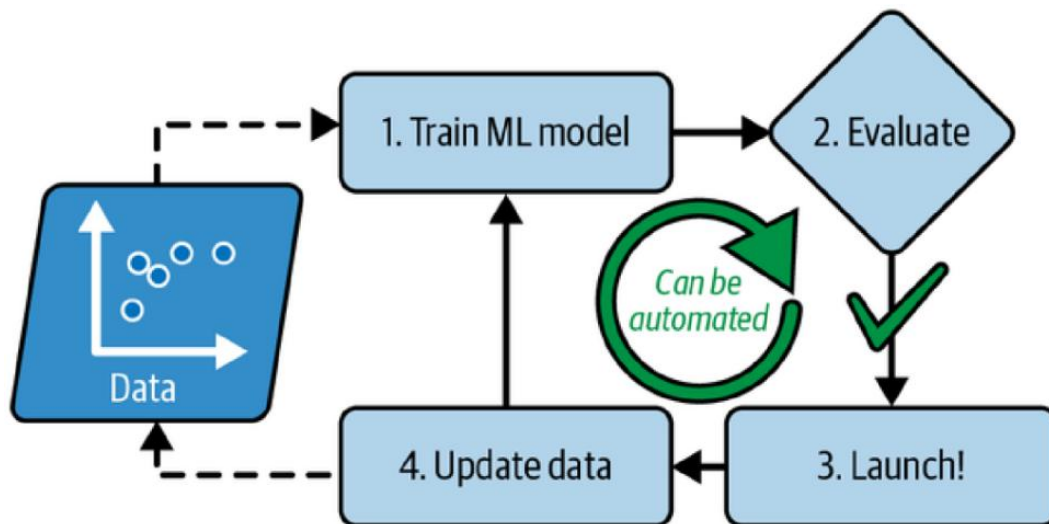 1. Train ML model
2. Evaluate
Can be
automated
Data
4. Update data
3. Launch!